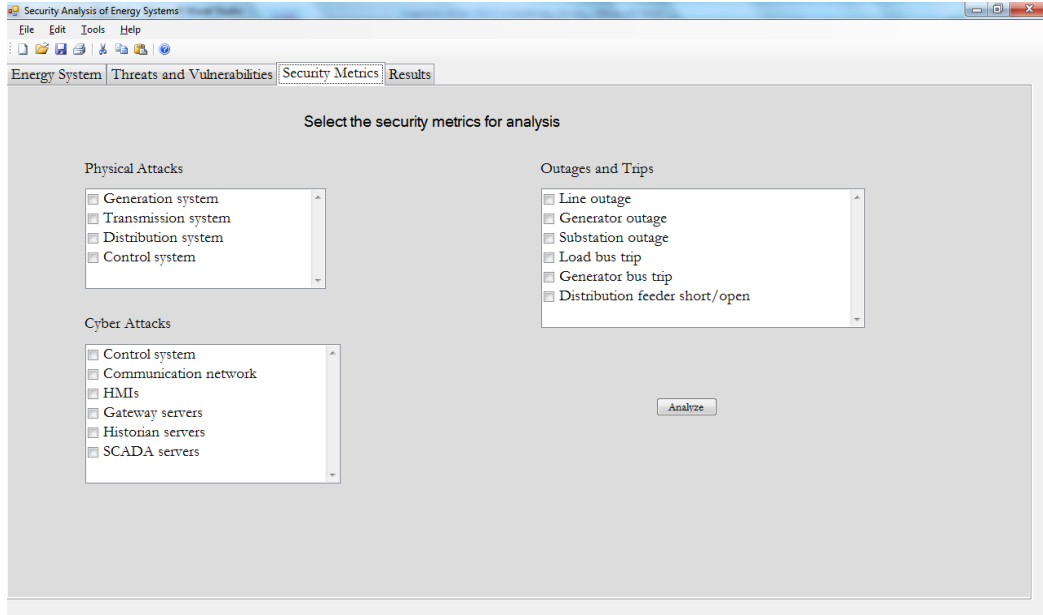 Security Analysis of Energy Systems
File Edit Tools Help
Energy System Threats and Vulnerabilities Security Metrics Results
Select the security metrics for analysis
Physical Attacks
Generation system
Transmission system
Distribution system
Control system
Cyber Attacks
Control system
Communication network
HMIs
Gateway servers
Historian servers
SCADA servers
Outages and Trips
Line outage
Generator outage
Substation outage
Load bus trip
Generator bus trip
Distribution feeder short/open
Analyze